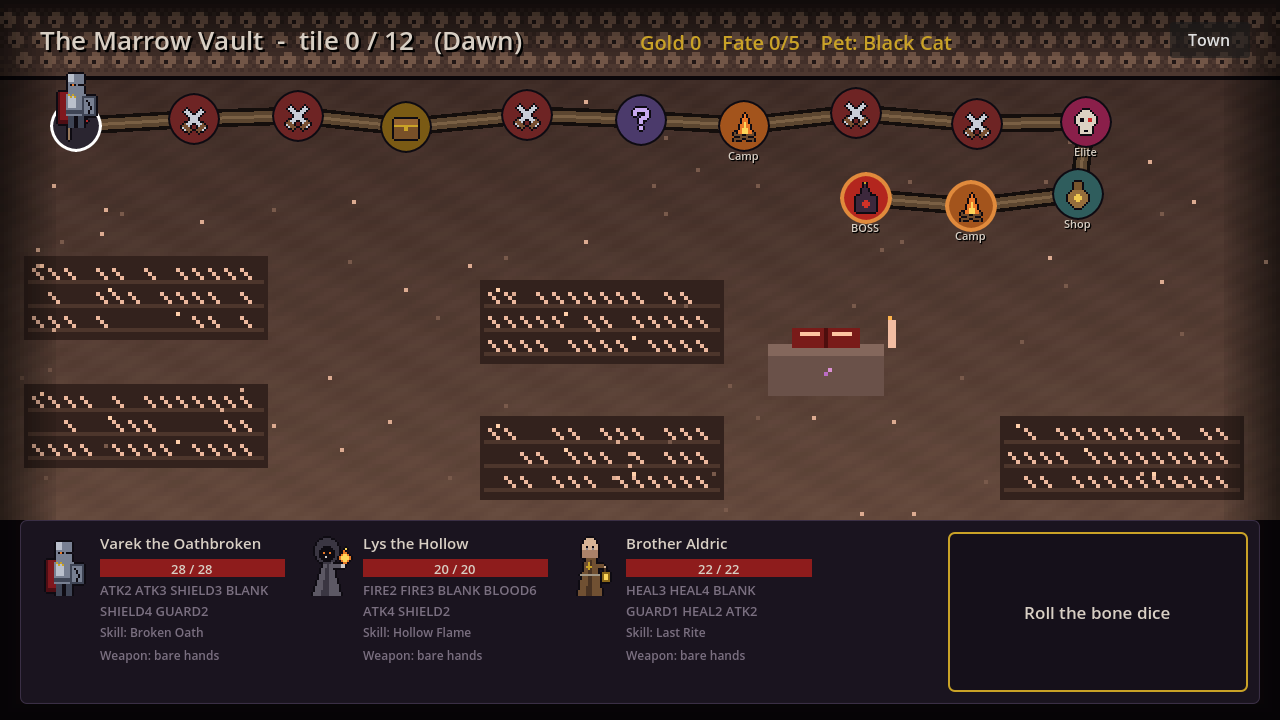 The Marrow Vault - tile 0 / 12 (Dawn)
Gold 0 Fate 0/5 Pet: Black Cat
Town
Camp
Elite
BOSS
Camp
Shop
Varek the Oathbroken
28 / 28
ATK2 ATK3 SHIELD3 BLANK
SHIELD4 GUARD2
Skill: Broken Oath
Weapon: bare hands
Lys the Hollow
20 / 20
FIRE2 FIRE3 BLANK BLOOD6
ATK4 SHIELD2
Skill: Hollow Flame
Weapon: bare hands
Brother Aldric
22 / 22
HEAL3 HEAL4 BLANK
GUARD1 HEAL2 ATK2
Skill: Last Rite
Weapon: bare hands
Roll the bone dice